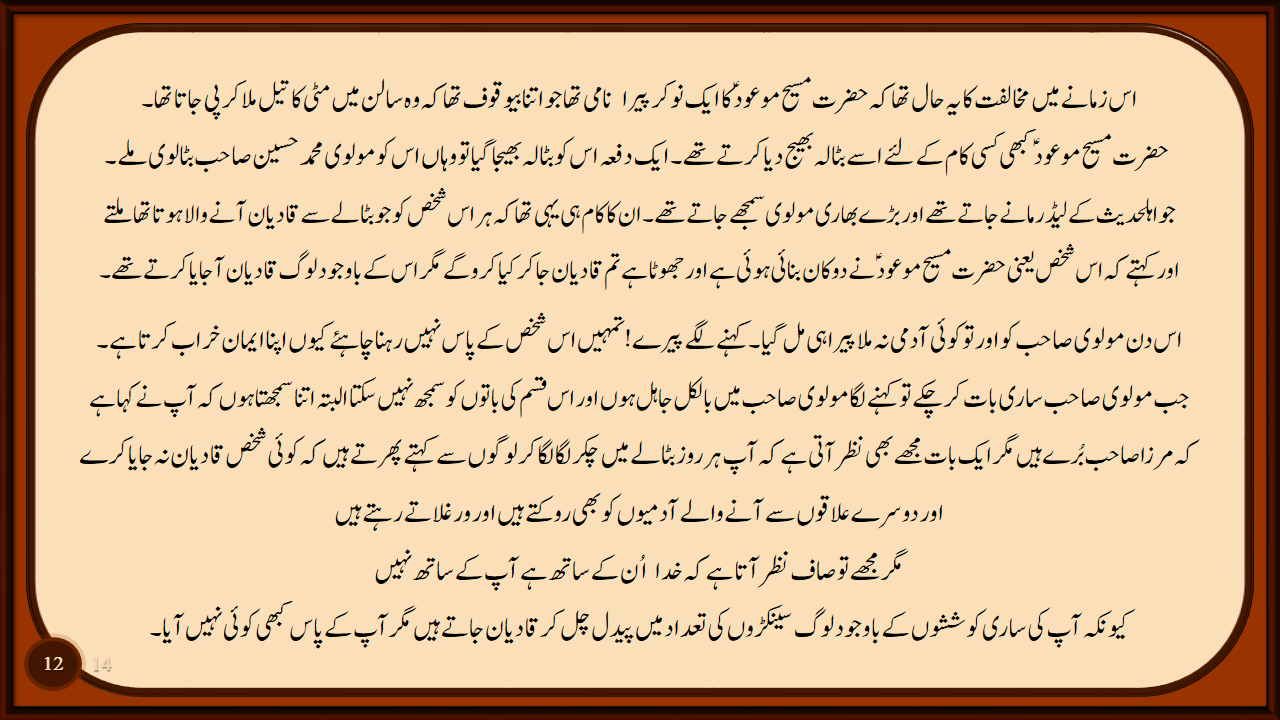 اس زمانے میں مخالفت کا یہ حال تھا کہ حضرت مسیح موعودؑ کا ایک نوکر پیرا نامی تھا جو اتنا بیوقوف تھا کہ وہ سالن میں مٹی کا تیل ملا کر پی جاتا تھا۔
حضرت مسیح موعودؑ کبھی کسی کام کے لئے اسے بٹالہ بھیج دیا کرتے تھے۔ ایک دفعہ اس کو بٹالہ بھیجا گیا تو وہاں اس کو مولوی محمد حسین صاحب بٹالوی ملے۔
جو اہلحدیث کے لیڈر مانے جاتے تھے اور بڑے بھاری مولوی سمجھے جاتے تھے۔ ان کا کام ہی یہی تھا کہ ہر اس شخص کو جو بٹالے سے قادیان آنے والا ہوتا تھا ملتے
اور کہتے کہ اس شخص یعنی حضرت مسیح موعودؑ نے دوکان بنائی ہوئی ہے اور جھوٹا ہے تم قادیان جا کر کیا کرو گے مگر اس کے باوجود لوگ قادیان آجایا کرتے تھے۔
اس دن مولوی صاحب کو اور تو کوئی آدمی نہ ملا پیرا ہی مل گیا۔ کہنے لگے پیرے! تمہیں اس شخص کے پاس نہیں رہنا چاہئے کیوں اپنا ایمان خراب کرتا ہے۔
جب مولوی صاحب ساری بات کر چکے تو کہنے لگا مولوی صاحب میں بالکل جاہل ہوں اور اس قسم کی باتوں کو سمجھ نہیں سکتا البتہ اتنا سمجھتا ہوں کہ آپ نے کہا ہے
کہ مرزا صاحب بُرے ہیں مگر ایک بات مجھے بھی نظر آتی ہے کہ آپ ہر روز بٹالے میں چکر لگا لگا کر لوگوں سے کہتے پھرتے ہیں کہ کوئی شخص قادیان نہ جایا کرے
اور دوسرے علاقوں سے آنے والے آدمیوں کو بھی روکتے ہیں اور ورغلاتے رہتے ہیں
مگر مجھے تو صاف نظر آتا ہے کہ خدا اُن کے ساتھ ہے آپ کے ساتھ نہیں
کیونکہ آپ کی ساری کوششوں کے باوجود لوگ سینکڑوں کی تعداد میں پیدل چل کر قادیان جاتے ہیں مگر آپ کے پاس کبھی کوئی نہیں آیا۔
12 14